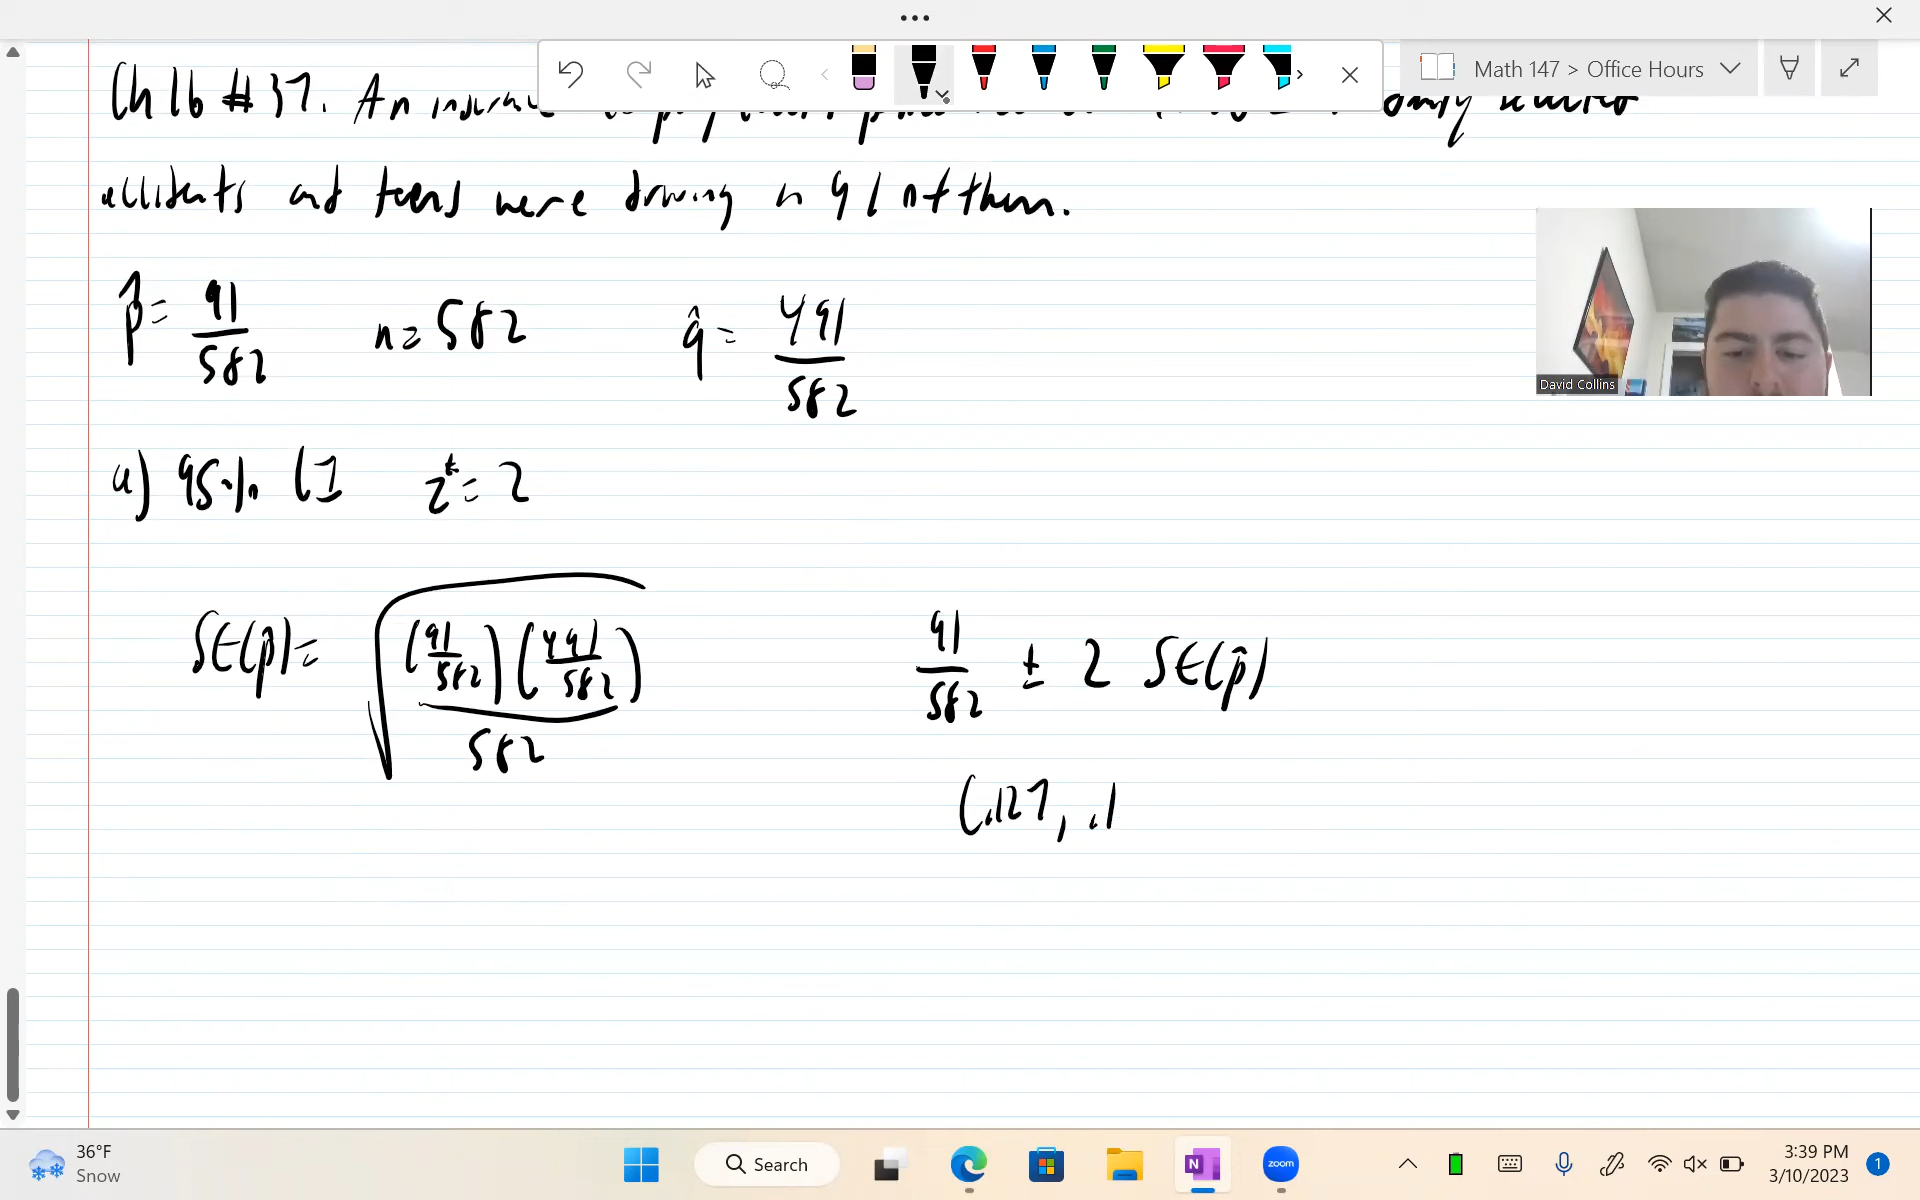 Math 147 > Office Hours
Ch 16 #37. An
accidents and teens were driving in 91 of them.
p̂ = 91/582 n = 582 q̂ = 491/582
a) 95% CI z* = 2
SE(p̂) = √((91/582)(491/582)/582) 91/582 ± 2 SE(p̂)
(.127, .1
David Collins
36°F
Snow
Search
zoom
3:39 PM
3/10/2023
1